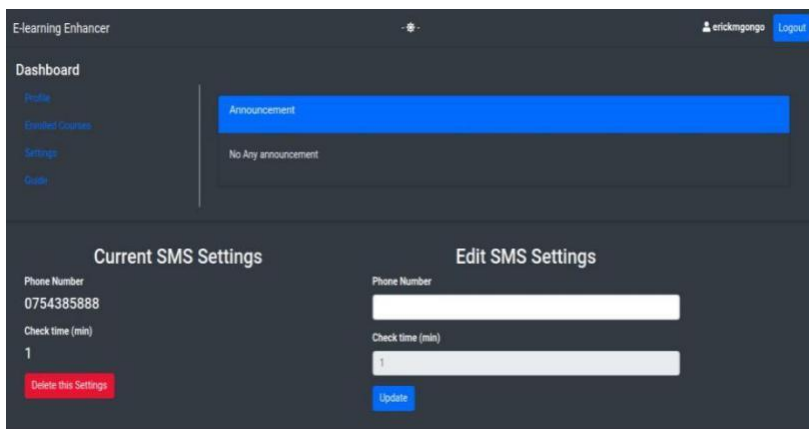 E-learning Enhancer
erickmgongo
Logout
Dashboard
Profile
Enrolled Courses
Settings
Guide
Announcement
No Any announcement
Current SMS Settings
Phone Number
0754385888
Check time (min)
1
Delete this Settings
Edit SMS Settings
Phone Number
Check time (min)
1
Update